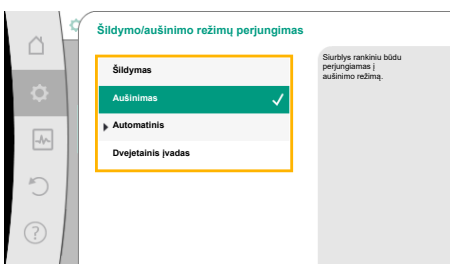 Šildymo/aušinimo režimų perjungimas
Šildymas
Aušinimas
Automatinis
Dvejetainis įvadas
Siurblys rankiniu būdu
perjungiamas į
aušinimo režimą.